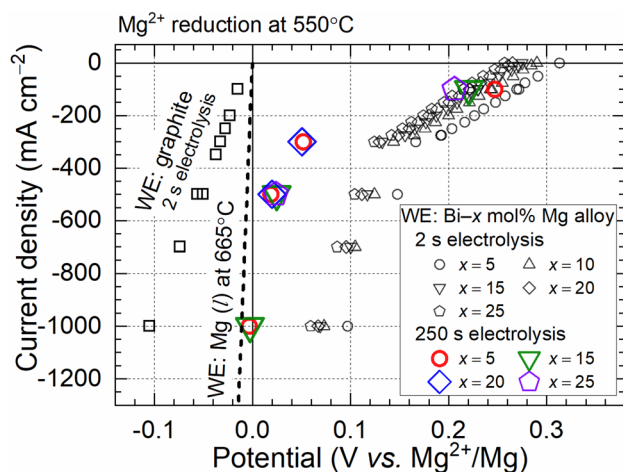 Mg²⁺ reduction at 550°C
0
-200
-400
-600
-800
-1000
-1200
Current density (mA cm⁻²)
WE: graphite
2 s electrolysis
WE: Mg (l) at 665°C
WE: Bi–x mol% Mg alloy
2 s electrolysis
x = 5 x = 10
x = 15 x = 20
x = 25
250 s electrolysis
x = 5 x = 15
x = 20 x = 25
-0.1 0.0 0.1 0.2 0.3
Potential (V vs. Mg²⁺/Mg)